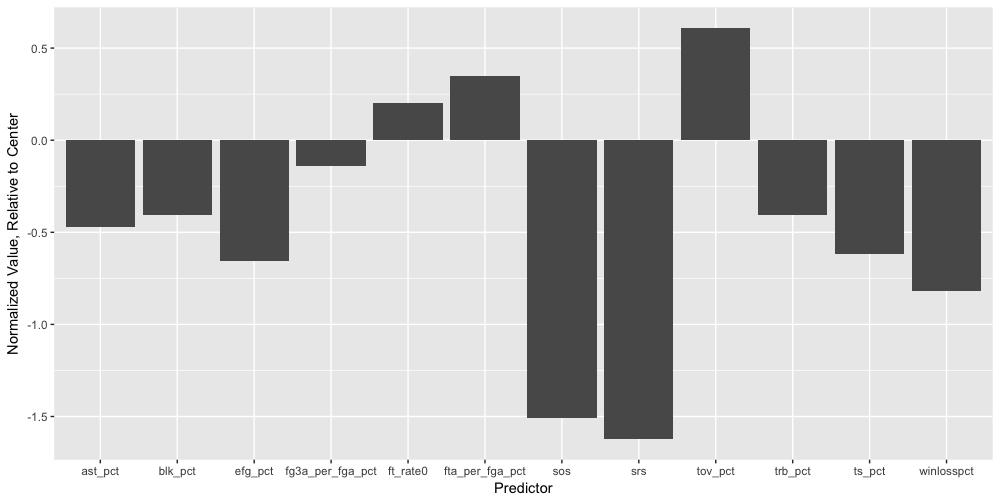 0.5
0.0
-0.5
-1.0
-1.5
Normalized Value, Relative to Center
ast_pct blk_pct efg_pct fg3a_per_fga_pct ft_rate0 fta_per_fga_pct sos srs tov_pct trb_pct ts_pct winlosspct
Predictor